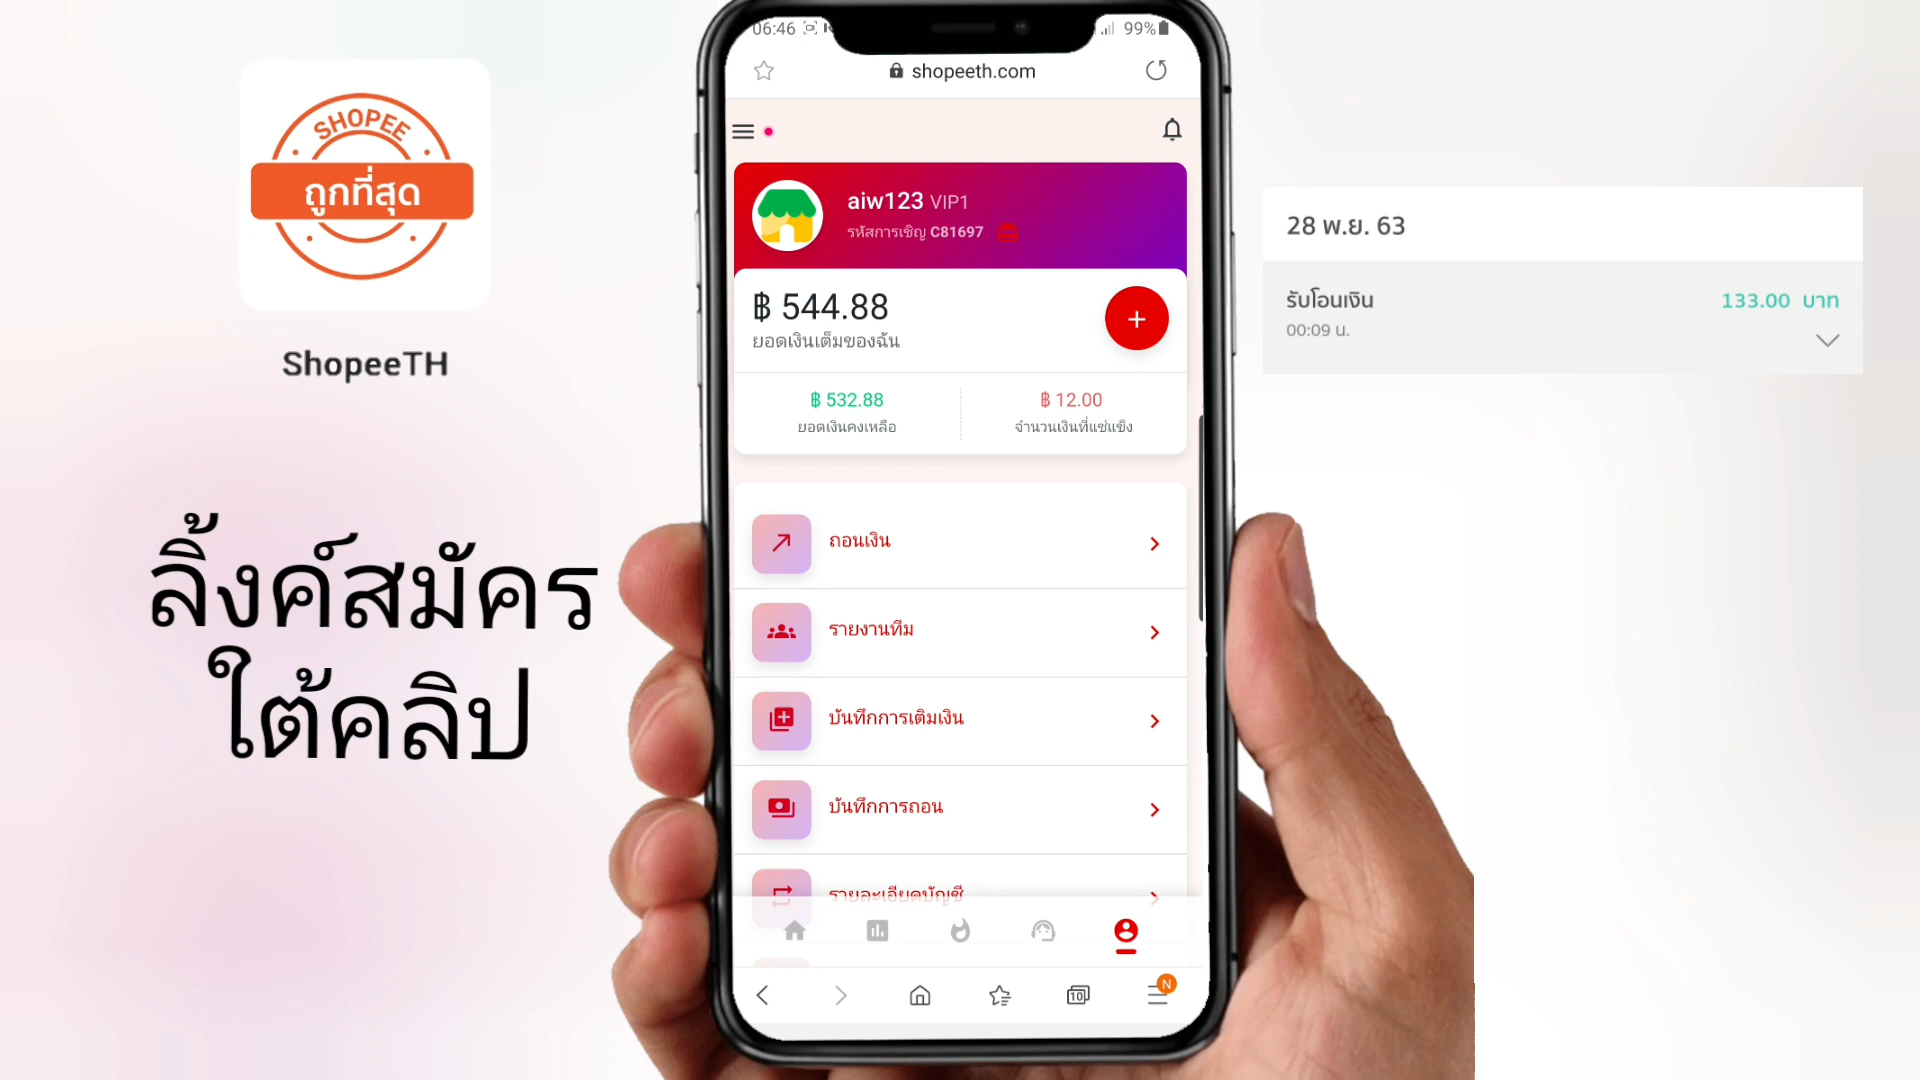 SHOPEE
ถูกที่สุด
ShopeeTH
ลิ้งค์สมัคร
ใต้คลิป
06:46
99%
shopeeth.com
aiw123 VIP1
รหัสการเชิญ C81697
฿ 544.88
ยอดเงินเต็มของฉัน
฿ 532.88
ยอดเงินคงเหลือ
฿ 12.00
จำนวนเงินที่แช่แข็ง
ถอนเงิน
รายงานทีม
บันทึกการเติมเงิน
บันทึกการถอน
รายละเอียดบัญชี
10
N
28 พ.ย. 63
รับโอนเงิน
133.00 บาท
00:09 น.